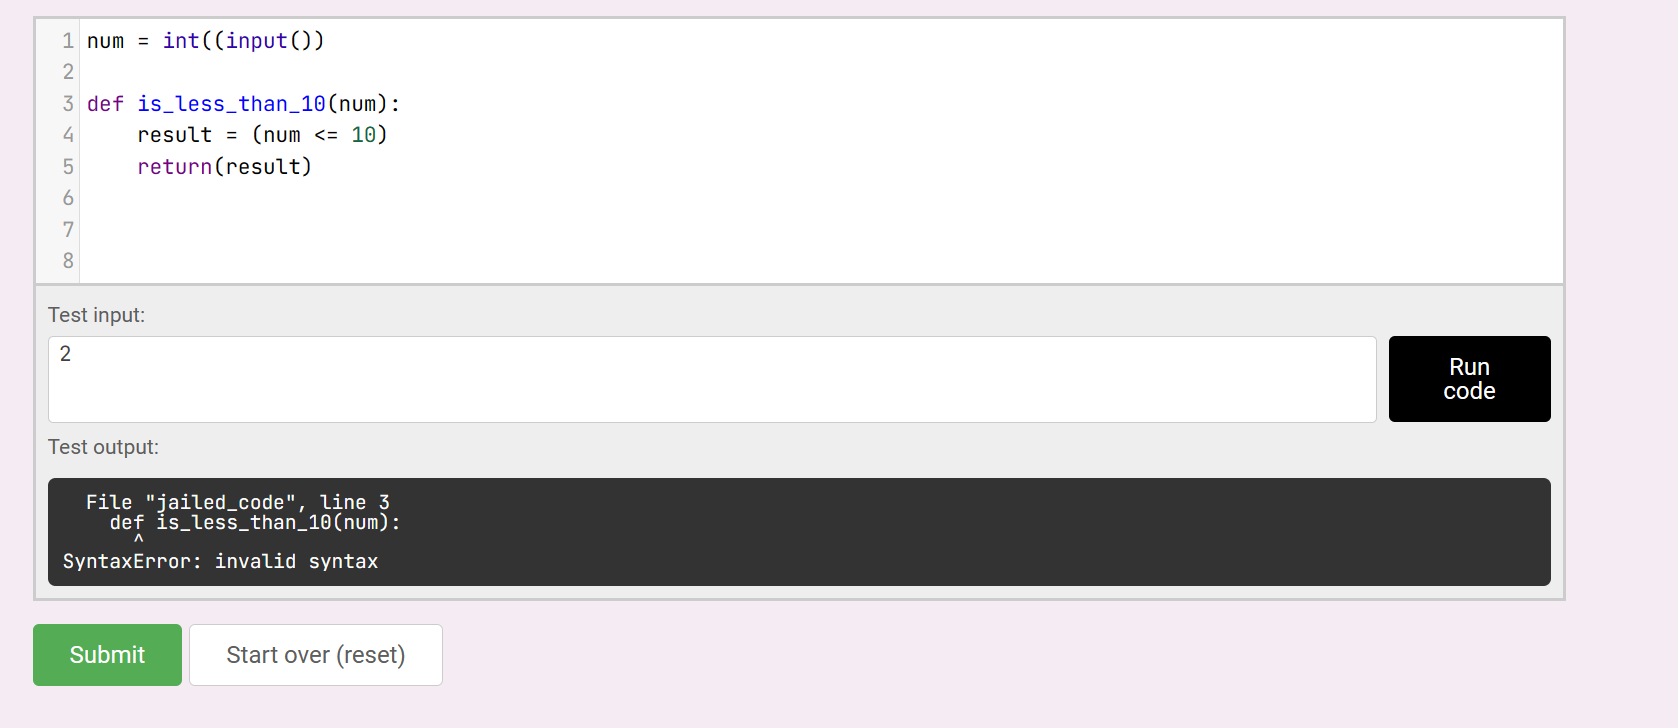 1 num = int((input())
2
3 def is_less_than_10(num):
4     result = (num <= 10)
5     return(result)
6
7
8
Test input:
2
Run
code
Test output:
  File "jailed_code", line 3
    def is_less_than_10(num):
      ^
SyntaxError: invalid syntax
Submit
Start over (reset)